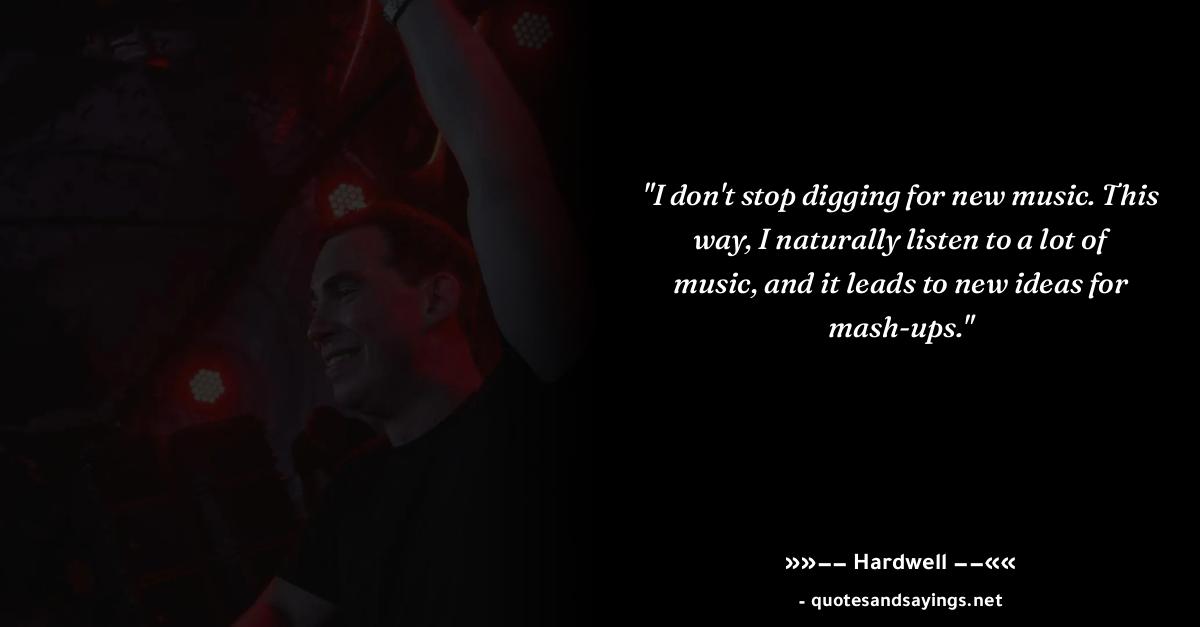 "I don't stop digging for new music. This
way, I naturally listen to a lot of
music, and it leads to new ideas for
mash-ups."
»»−− Hardwell −−««
- quotesandsayings.net